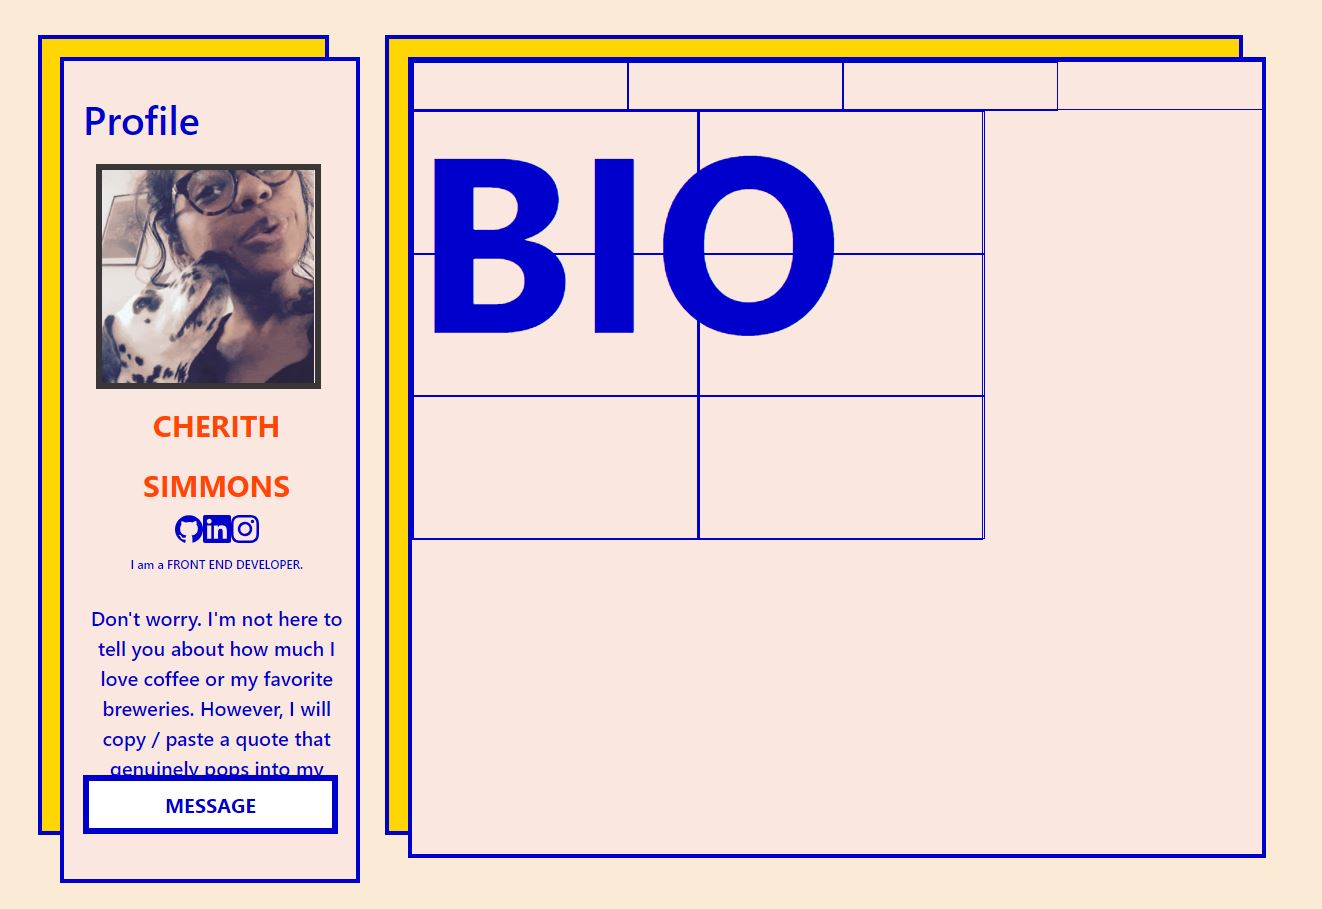 Profile
BIO
CHERITH
SIMMONS
in
I am a FRONT END DEVELOPER.
Don't worry. I'm not here to
tell you about how much I
love coffee or my favorite
breweries. However, I will
copy / paste a quote that
genuinely pops into my
MESSAGE